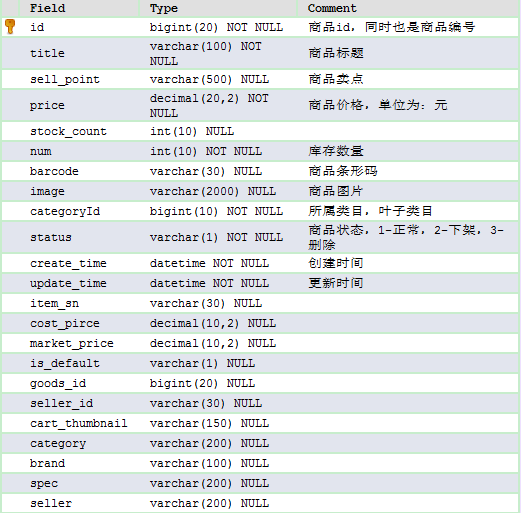 Field Type Comment
id bigint(20) NOT NULL 商品id，同时也是商品编号
title varchar(100) NOT NULL 商品标题
sell_point varchar(500) NULL 商品卖点
price decimal(20,2) NOT NULL 商品价格，单位为：元
stock_count int(10) NULL
num int(10) NOT NULL 库存数量
barcode varchar(30) NULL 商品条形码
image varchar(2000) NULL 商品图片
categoryId bigint(10) NOT NULL 所属类目，叶子类目
status varchar(1) NOT NULL 商品状态，1-正常，2-下架，3-删除
create_time datetime NOT NULL 创建时间
update_time datetime NOT NULL 更新时间
item_sn varchar(30) NULL
cost_pirce decimal(10,2) NULL
market_price decimal(10,2) NULL
is_default varchar(1) NULL
goods_id bigint(20) NULL
seller_id varchar(30) NULL
cart_thumbnail varchar(150) NULL
category varchar(200) NULL
brand varchar(100) NULL
spec varchar(200) NULL
seller varchar(200) NULL